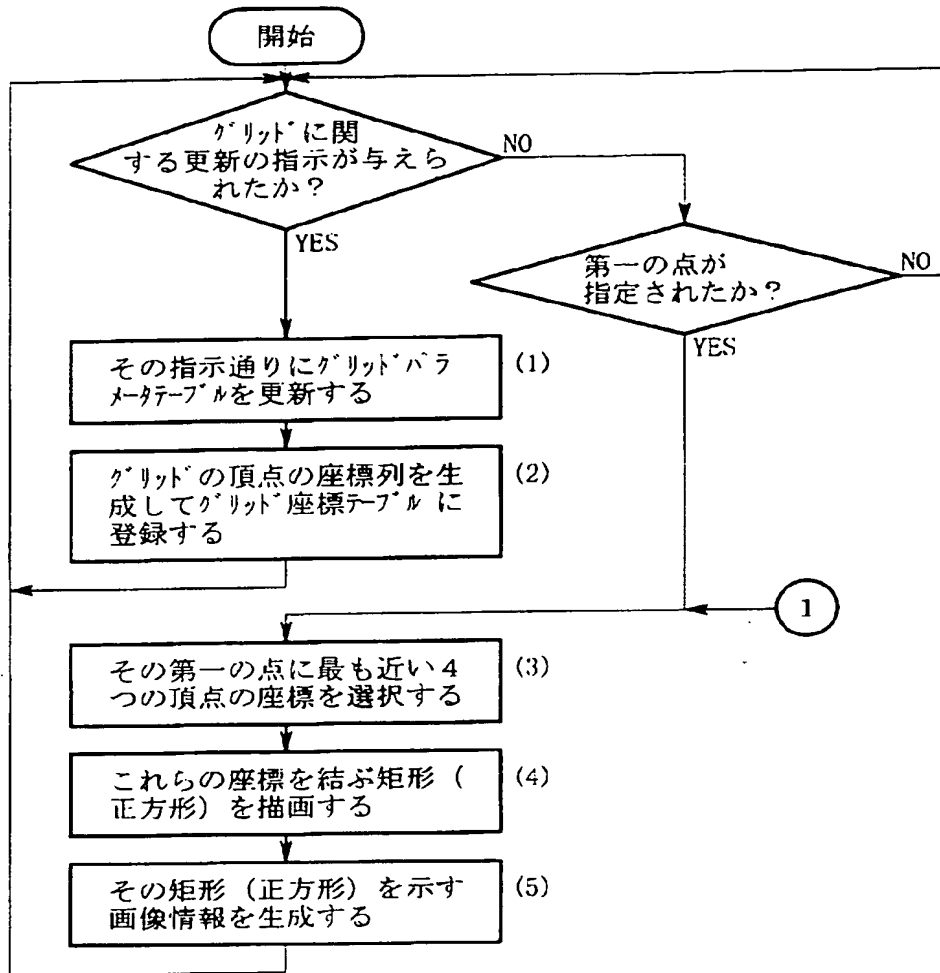 開始
グリッドに関
する更新の指示が与えら
れたか？
NO
YES
第一の点が
指定されたか？
NO
YES
その指示通りにグリッドパラ
メータテーブルを更新する
(1)
グリッドの頂点の座標列を生
成してグリッド座標テーブルに
登録する
(2)
1
その第一の点に最も近い４
つの頂点の座標を選択する
(3)
これらの座標を結ぶ矩形（
正方形）を描画する
(4)
その矩形（正方形）を示す
画像情報を生成する
(5)